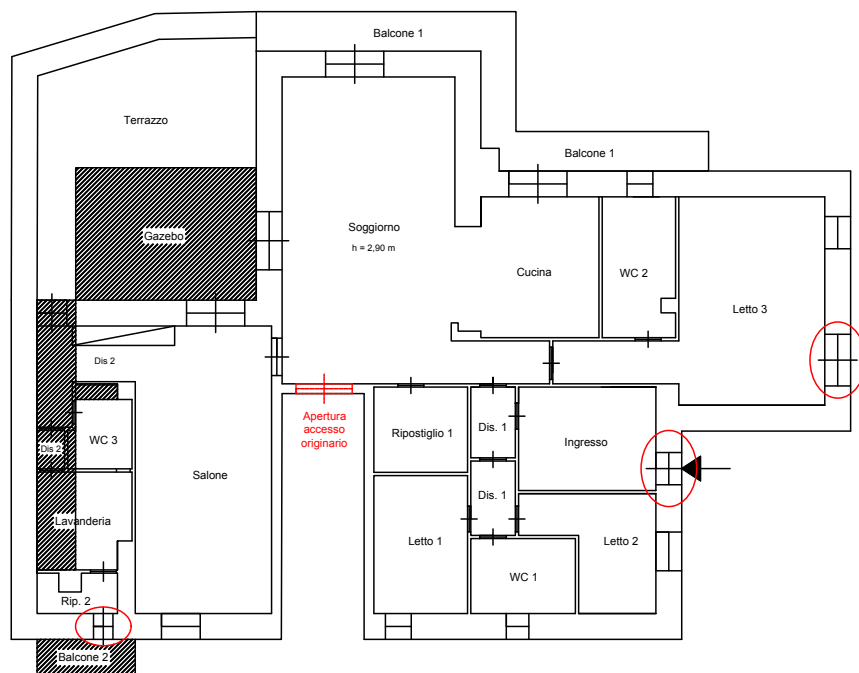 Balcone 1
Terrazzo
Balcone 1
Soggiorno
h = 2,90 m
Gazebo
Cucina
WC 2
Letto 3
Dis 2
Apertura
accesso
originario
Ripostiglio 1
Dis. 1
Ingresso
WC 3
Dis 2
Salone
Lavanderia
Dis. 1
Letto 1
Letto 2
WC 1
Rip. 2
Balcone 2